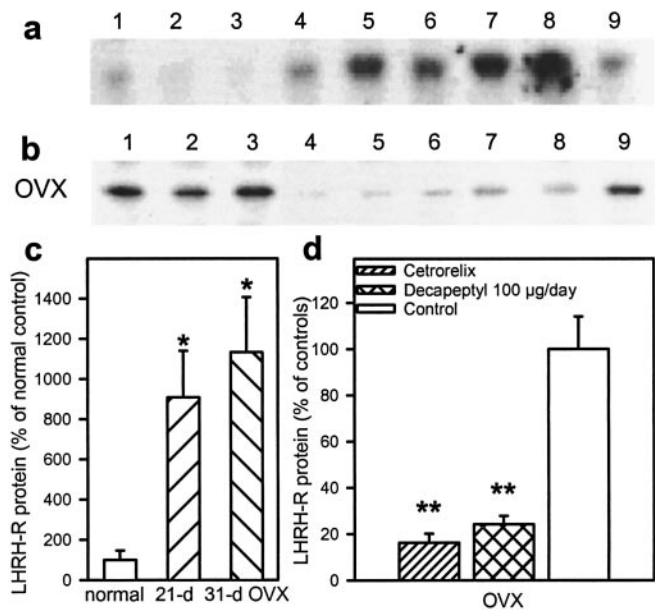 a
1 2 3 4 5 6 7 8 9
b
1 2 3 4 5 6 7 8 9
OVX
c
LHRH-R protein (% of normal control)
1400
1200
1000
800
600
400
200
0
*
*
normal 21-d 31-d OVX
d
LHRH-R protein (% of controls)
Cetrorelix
Decapeptyl 100 µg/day
Control
120
100
80
60
40
20
0
**
**
OVX